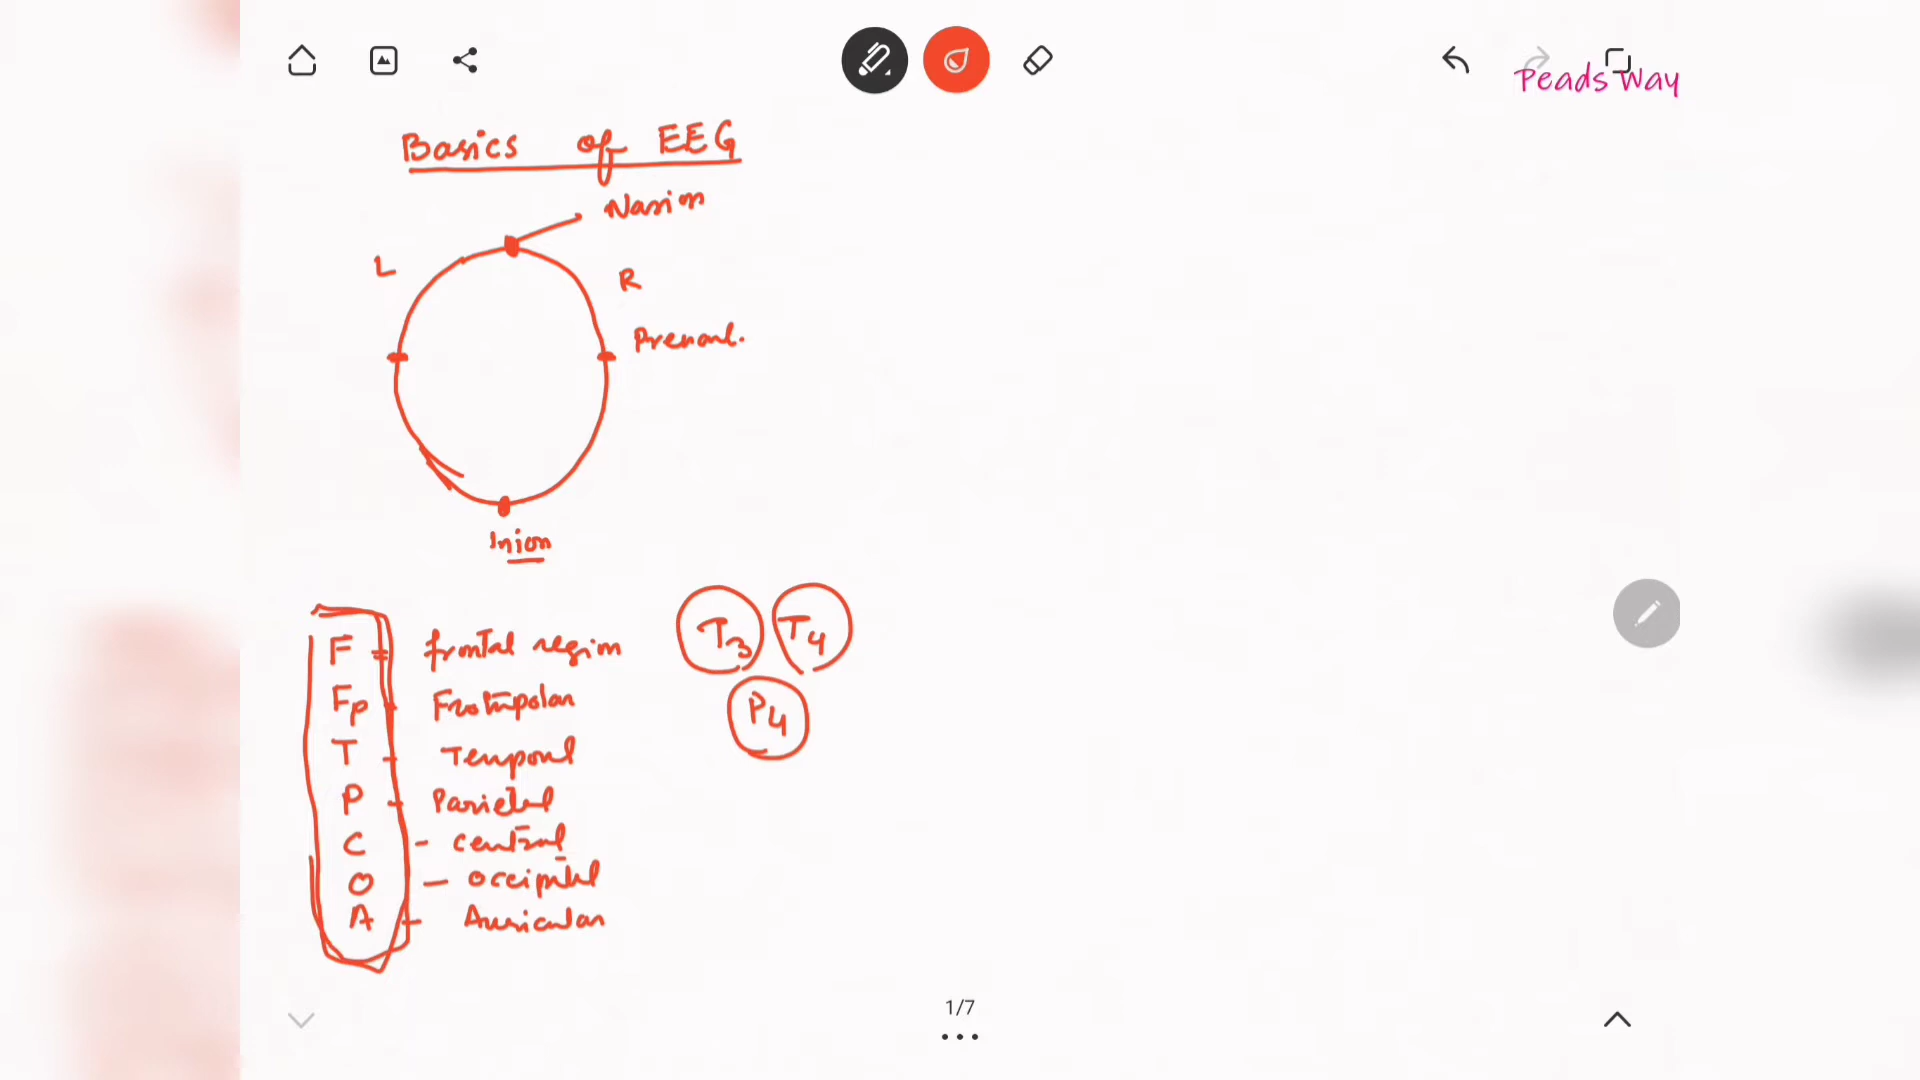 Peads Way
Basics of EEG
Nasion
L
R
Inion
F = frontal region
Fp - Frontopolar
T - Temporal
P - Parietal
C - central
O - occipital
A - Auricular
T3 T4
P4
1/7